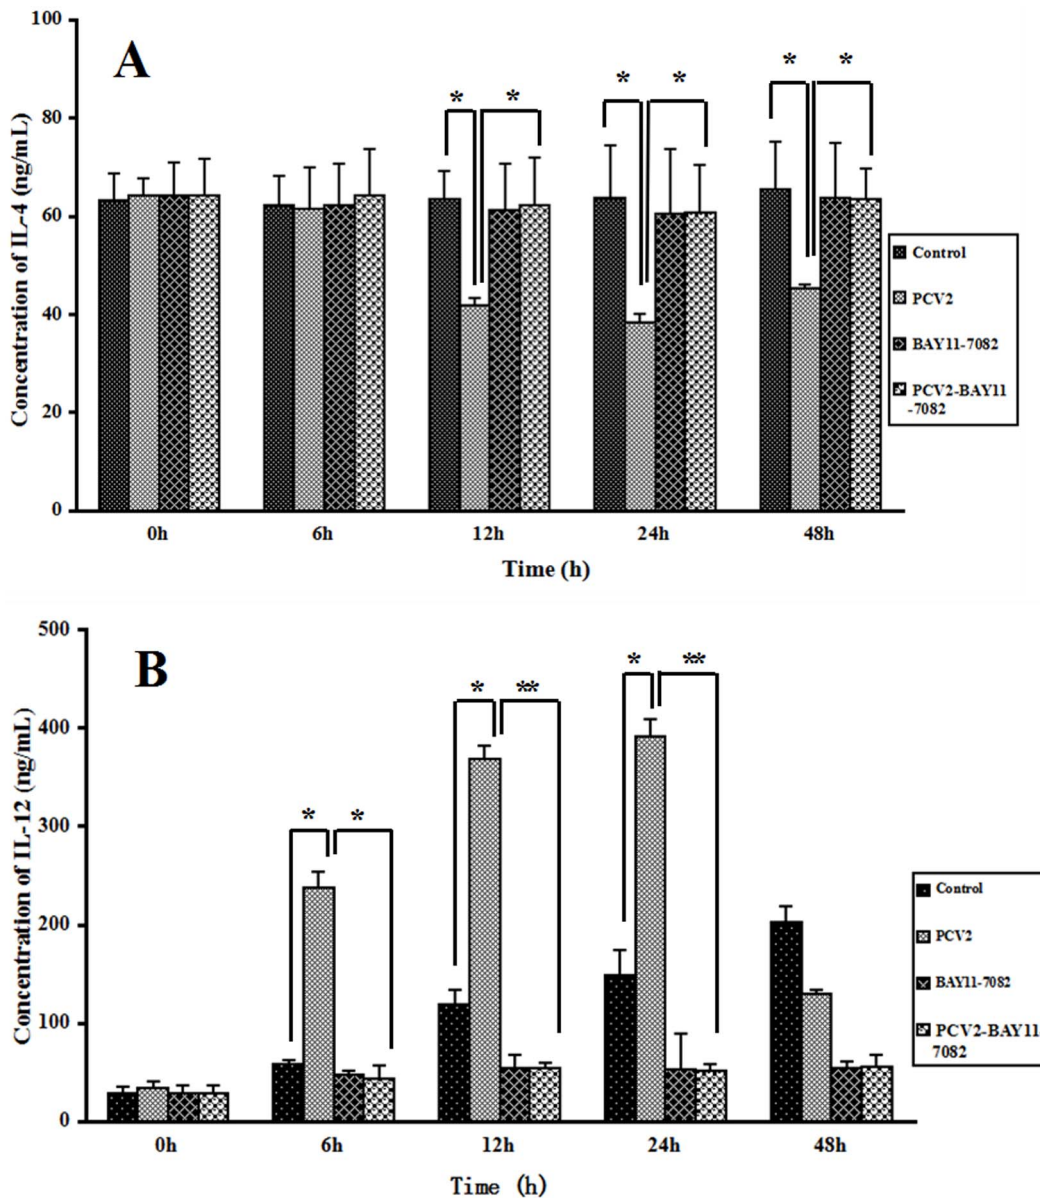 A
Concentration of IL-4 (ng/mL)
100
80
60
40
20
0
* * * * * *
0h 6h 12h 24h 48h
Time (h)
Control
PCV2
BAY11-7082
PCV2-BAY11
-7082
B
Concentration of IL-12 (ng/mL)
500
400
300
200
100
0
* * * ** * **
0h 6h 12h 24h 48h
Time (h)
Control
PCV2
BAY11-7082
PCV2-BAY11
7082